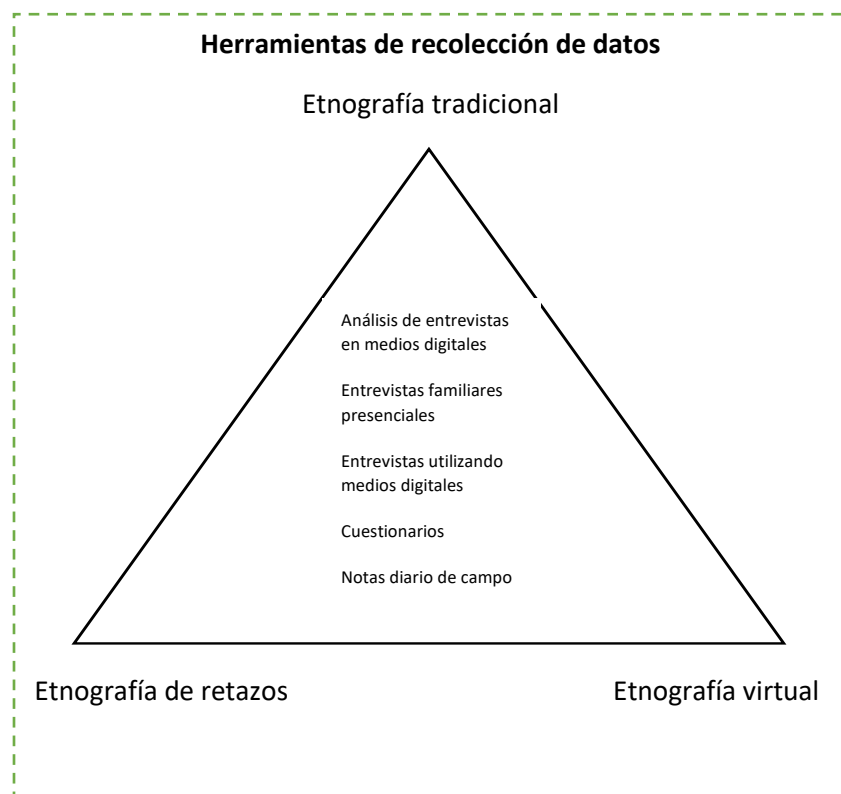 Herramientas de recolección de datos
Etnografía tradicional
Análisis de entrevistas
en medios digitales
Entrevistas familiares
presenciales
Entrevistas utilizando
medios digitales
Cuestionarios
Notas diario de campo
Etnografía de retazos
Etnografía virtual